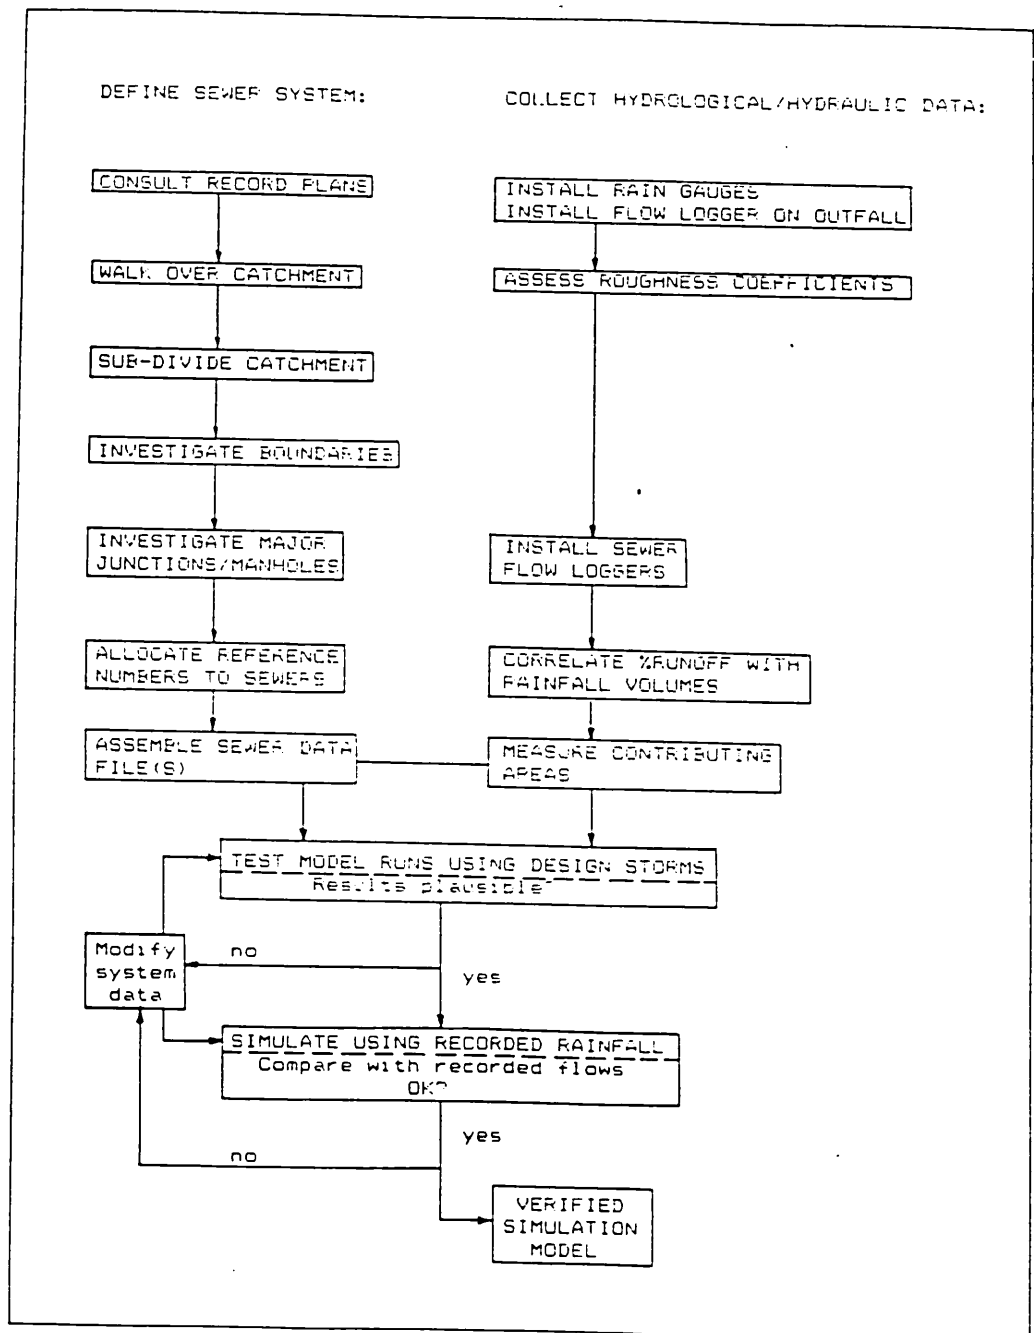 DEFINE SEWER SYSTEM:
COLLECT HYDROLOGICAL/HYDRAULIC DATA:
CONSULT RECORD PLANS
WALK OVER CATCHMENT
SUB-DIVIDE CATCHMENT
INVESTIGATE BOUNDARIES
INVESTIGATE MAJOR
JUNCTIONS/MANHOLES
ALLOCATE REFERENCE
NUMBERS TO SEWERS
ASSEMBLE SEWER DATA
FILE(S)
INSTALL RAIN GAUGES
INSTALL FLOW LOGGER ON OUTFALL
ASSESS ROUGHNESS COEFFICIENTS
INSTALL SEWER
FLOW LOGGERS
CORRELATE %RUNOFF WITH
RAINFALL VOLUMES
MEASURE CONTRIBUTING
AREAS
TEST MODEL RUNS USING DESIGN STORMS
Results plausible?
Modify
system
data
no
yes
SIMULATE USING RECORDED RAINFALL
Compare with recorded flows
OK?
yes
no
VERIFIED
SIMULATION
MODEL